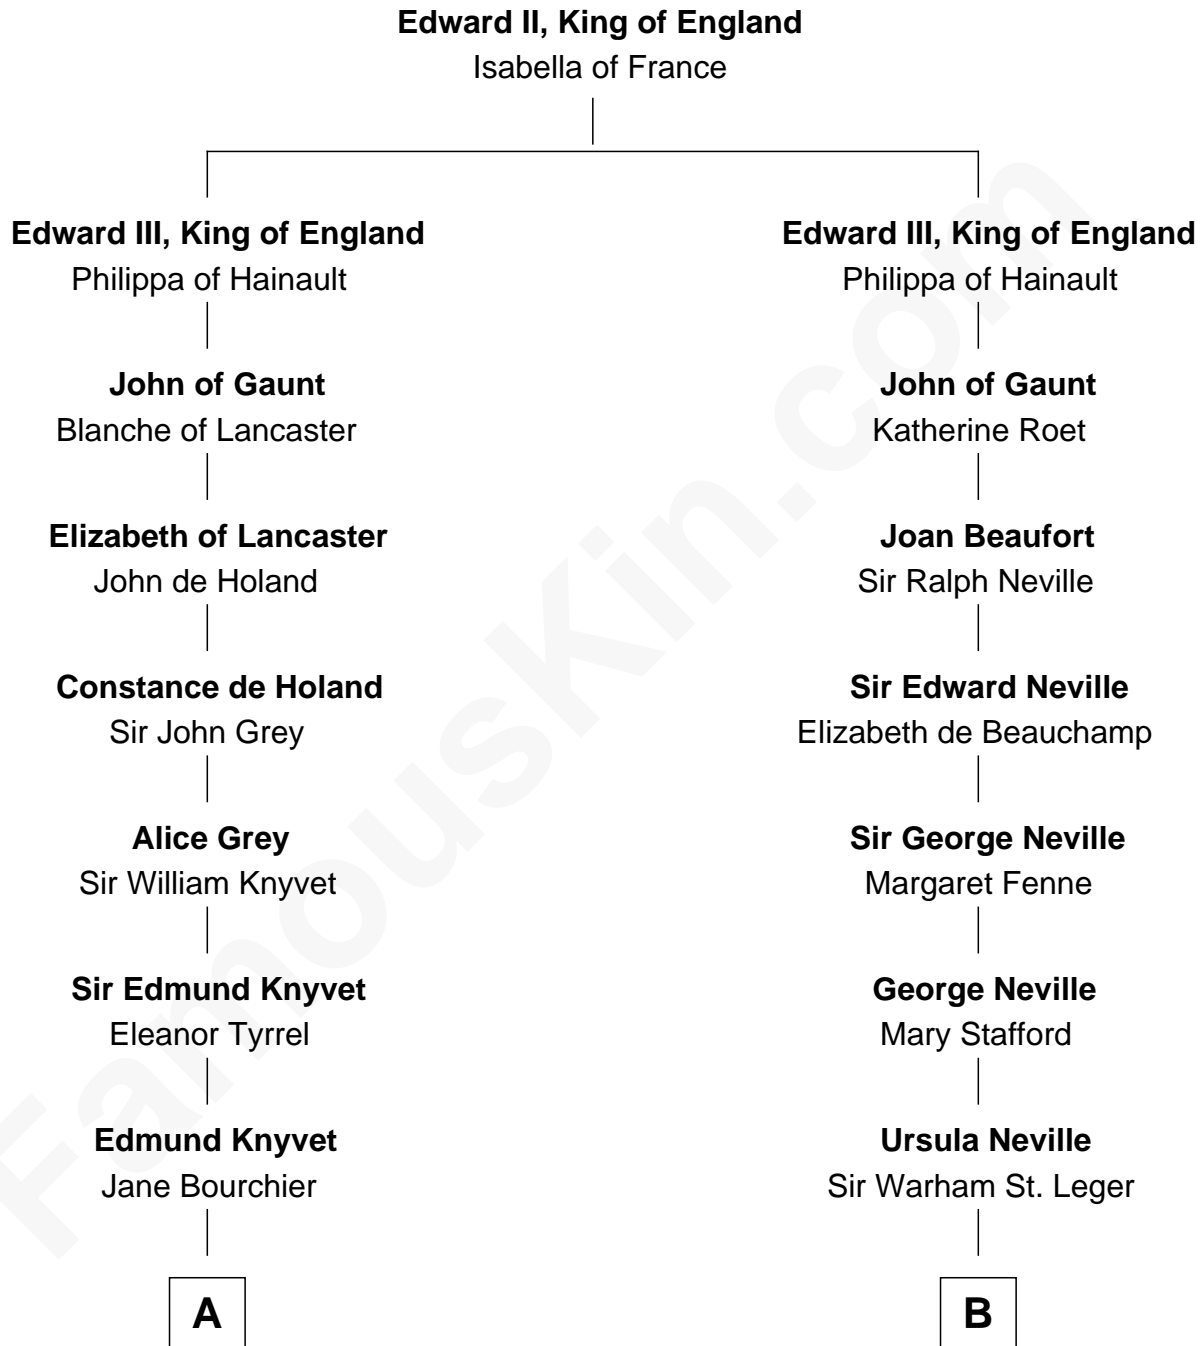 Edward II, King of England
Isabella of France
Edward III, King of England
Philippa of Hainault
John of Gaunt
Blanche of Lancaster
Elizabeth of Lancaster
John de Holand
Constance de Holand
Sir John Grey
Alice Grey
Sir William Knyvet
Sir Edmund Knyvet
Eleanor Tyrrel
Edmund Knyvet
Jane Bourchier
A
Edward III, King of England
Philippa of Hainault
John of Gaunt
Katherine Roet
Joan Beaufort
Sir Ralph Neville
Sir Edward Neville
Elizabeth de Beauchamp
Sir George Neville
Margaret Fenne
George Neville
Mary Stafford
Ursula Neville
Sir Warham St. Leger
B
FamousKin.com